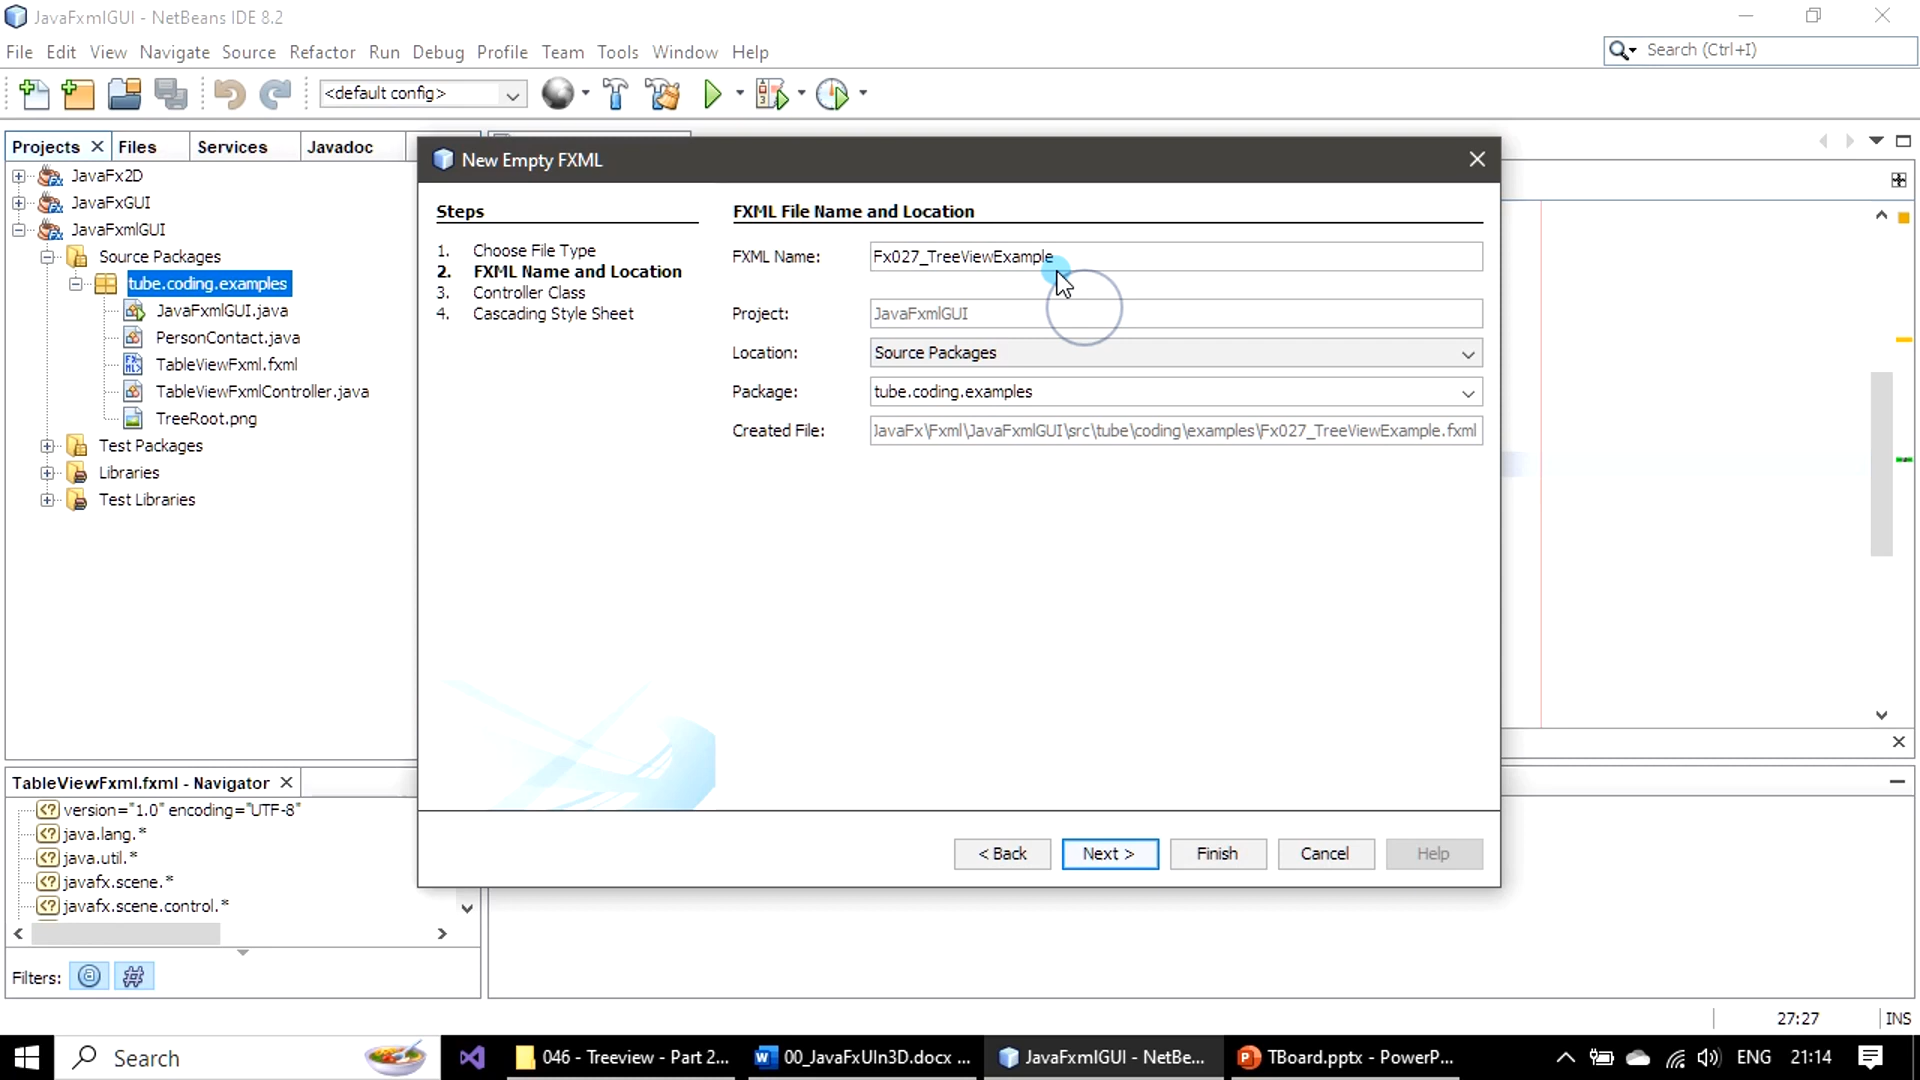 JavaFxmlGUI - NetBeans IDE 8.2
File Edit View Navigate Source Refactor Run Debug Profile Team Tools Window Help
Search (Ctrl+I)
<default config>
Projects Files Services Javadoc
JavaFx2D
JavaFxGUI
JavaFxmlGUI
Source Packages
tube.coding.examples
JavaFxmlGUI.java
PersonContact.java
TableViewFxml.fxml
TableViewFxmlController.java
TreeRoot.png
Test Packages
Libraries
Test Libraries
New Empty FXML
Steps
1. Choose File Type
2. FXML Name and Location
3. Controller Class
4. Cascading Style Sheet
FXML File Name and Location
FXML Name: Fx027_TreeViewExample
Project: JavaFxmlGUI
Location: Source Packages
Package: tube.coding.examples
Created File: JavaFx\Fxml\JavaFxmlGUI\src\tube\coding\examples\Fx027_TreeViewExample.fxml
< Back Next > Finish Cancel Help
TableViewFxml.fxml - Navigator
<?> version="1.0" encoding="UTF-8"
<?> java.lang.*
<?> java.util.*
<?> javafx.scene.*
<?> javafx.scene.control.*
Filters:
27:27 INS
Search
046 - Treeview - Part 2...
00_JavaFxUIn3D.docx ...
JavaFxmlGUI - NetBe...
TBoard.pptx - PowerP...
ENG 21:14